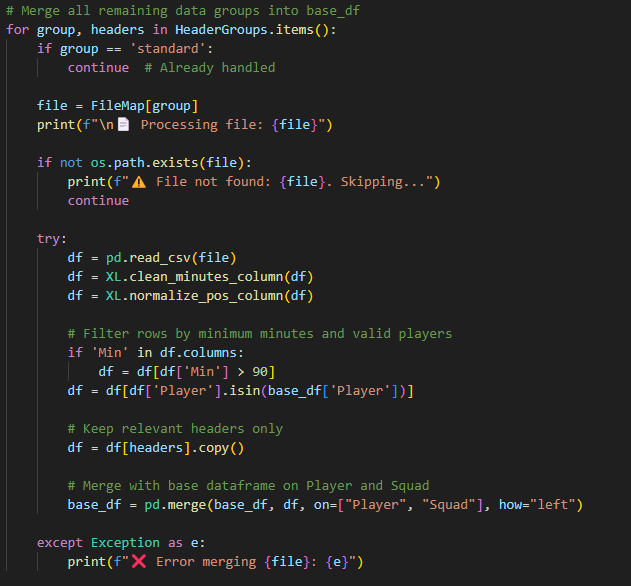 # Merge all remaining data groups into base_df
for group, headers in HeaderGroups.items():
    if group == 'standard':
        continue  # Already handled

    file = FileMap[group]
    print(f"\n📄 Processing file: {file}")

    if not os.path.exists(file):
        print(f"⚠️ File not found: {file}. Skipping...")
        continue

    try:
        df = pd.read_csv(file)
        df = XL.clean_minutes_column(df)
        df = XL.normalize_pos_column(df)

        # Filter rows by minimum minutes and valid players
        if 'Min' in df.columns:
            df = df[df['Min'] > 90]
        df = df[df['Player'].isin(base_df['Player'])]

        # Keep relevant headers only
        df = df[headers].copy()

        # Merge with base dataframe on Player and Squad
        base_df = pd.merge(base_df, df, on=["Player", "Squad"], how="left")

    except Exception as e:
        print(f"❌ Error merging {file}: {e}")